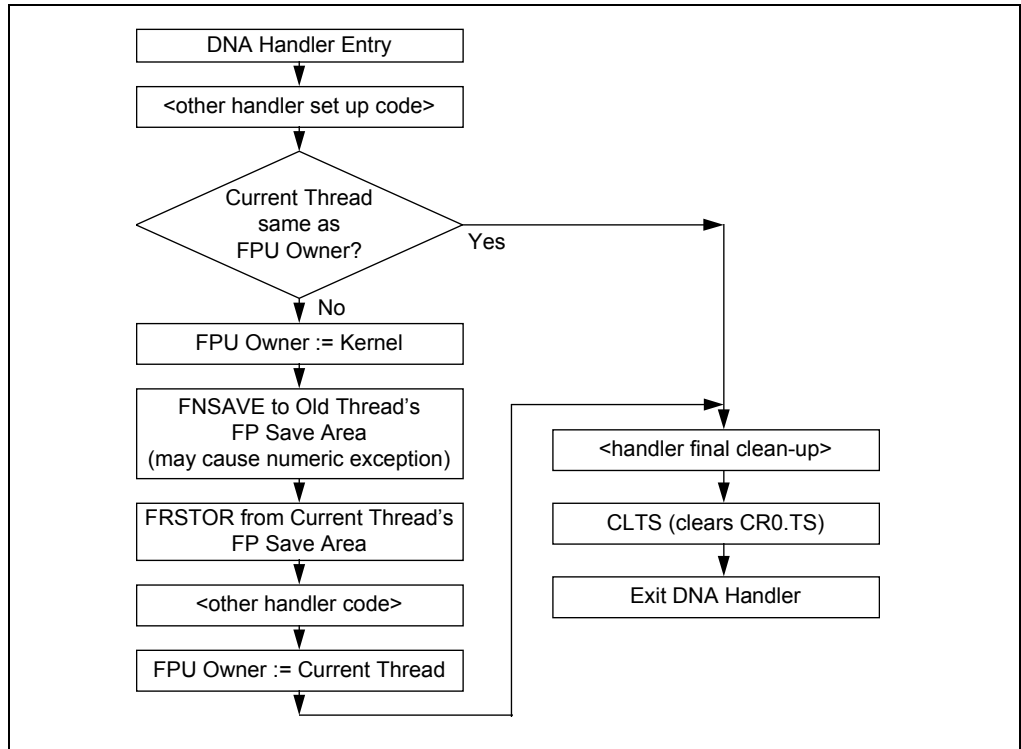 DNA Handler Entry
<other handler set up code>
Current Thread
same as
FPU Owner?
Yes
No
FPU Owner := Kernel
FNSAVE to Old Thread’s
FP Save Area
(may cause numeric exception)
FRSTOR from Current Thread’s
FP Save Area
<other handler code>
FPU Owner := Current Thread
<handler final clean-up>
CLTS (clears CR0.TS)
Exit DNA Handler